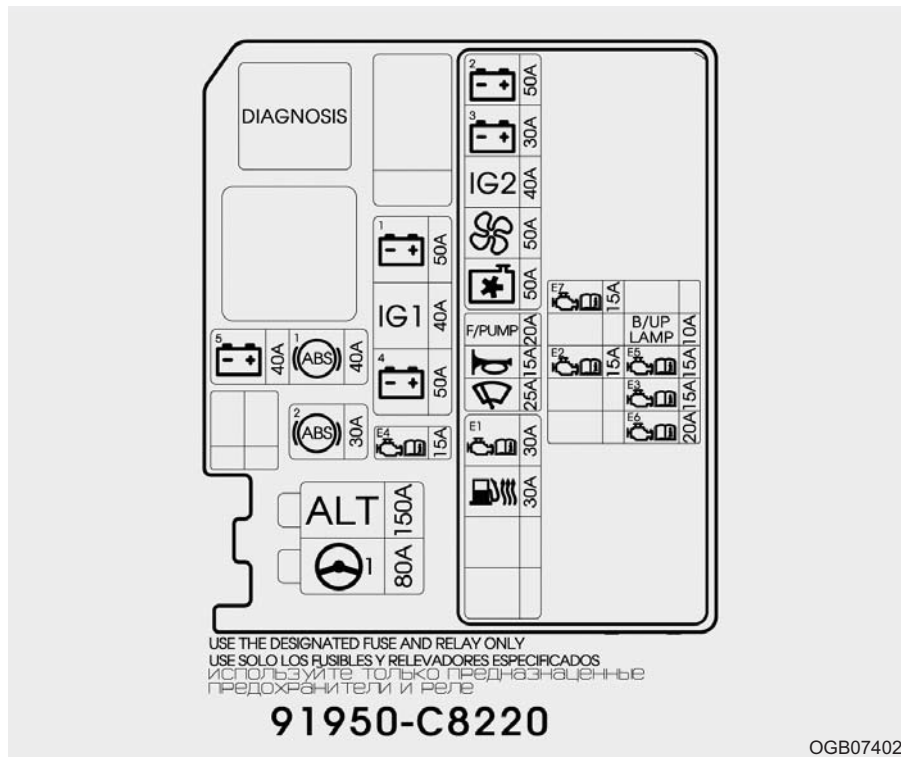 DIAGNOSIS
2
50A
3
30A
IG2
40A
50A
50A
1
50A
IG1
40A
4
50A
5
40A
1
(ABS)
40A
2
(ABS)
30A
E4
15A
F/PUMP
20A
15A
25A
E1
30A
30A
E7
15A
B/UP
LAMP
10A
E2
15A
E5
15A
E3
15A
E6
20A
ALT
150A
1
80A
USE THE DESIGNATED FUSE AND RELAY ONLY
USE SOLO LOS FUSIBLES Y RELEVADORES ESPECIFICADOS
ИСПОЛЬЗУЙТЕ ТОЛЬКО ПРЕДНАЗНАЦЕННЫЕ
ПРЕДОХРАНИТЕЛИ И РЕЛЕ
91950-C8220
OGB07402